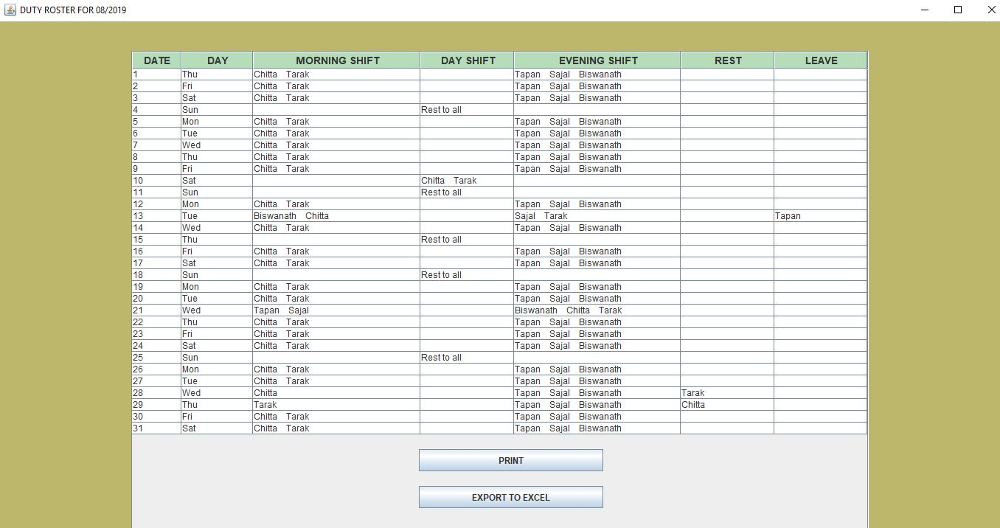 DUTY ROSTER FOR 08/2019
DATE DAY MORNING SHIFT DAY SHIFT EVENING SHIFT REST LEAVE
1 Thu Chitta Tarak Tapan Sajal Biswanath
2 Fri Chitta Tarak Tapan Sajal Biswanath
3 Sat Chitta Tarak Tapan Sajal Biswanath
4 Sun Rest to all
5 Mon Chitta Tarak Tapan Sajal Biswanath
6 Tue Chitta Tarak Tapan Sajal Biswanath
7 Wed Chitta Tarak Tapan Sajal Biswanath
8 Thu Chitta Tarak Tapan Sajal Biswanath
9 Fri Chitta Tarak Tapan Sajal Biswanath
10 Sat Chitta Tarak
11 Sun Rest to all
12 Mon Chitta Tarak Tapan Sajal Biswanath
13 Tue Biswanath Chitta Sajal Tarak Tapan
14 Wed Chitta Tarak Tapan Sajal Biswanath
15 Thu Rest to all
16 Fri Chitta Tarak Tapan Sajal Biswanath
17 Sat Chitta Tarak Tapan Sajal Biswanath
18 Sun Rest to all
19 Mon Chitta Tarak Tapan Sajal Biswanath
20 Tue Chitta Tarak Tapan Sajal Biswanath
21 Wed Tapan Sajal Biswanath Chitta Tarak
22 Thu Chitta Tarak Tapan Sajal Biswanath
23 Fri Chitta Tarak Tapan Sajal Biswanath
24 Sat Chitta Tarak Tapan Sajal Biswanath
25 Sun Rest to all
26 Mon Chitta Tarak Tapan Sajal Biswanath
27 Tue Chitta Tarak Tapan Sajal Biswanath
28 Wed Chitta Tapan Sajal Biswanath Tarak
29 Thu Tarak Tapan Sajal Biswanath Chitta
30 Fri Chitta Tarak Tapan Sajal Biswanath
31 Sat Chitta Tarak Tapan Sajal Biswanath
PRINT
EXPORT TO EXCEL